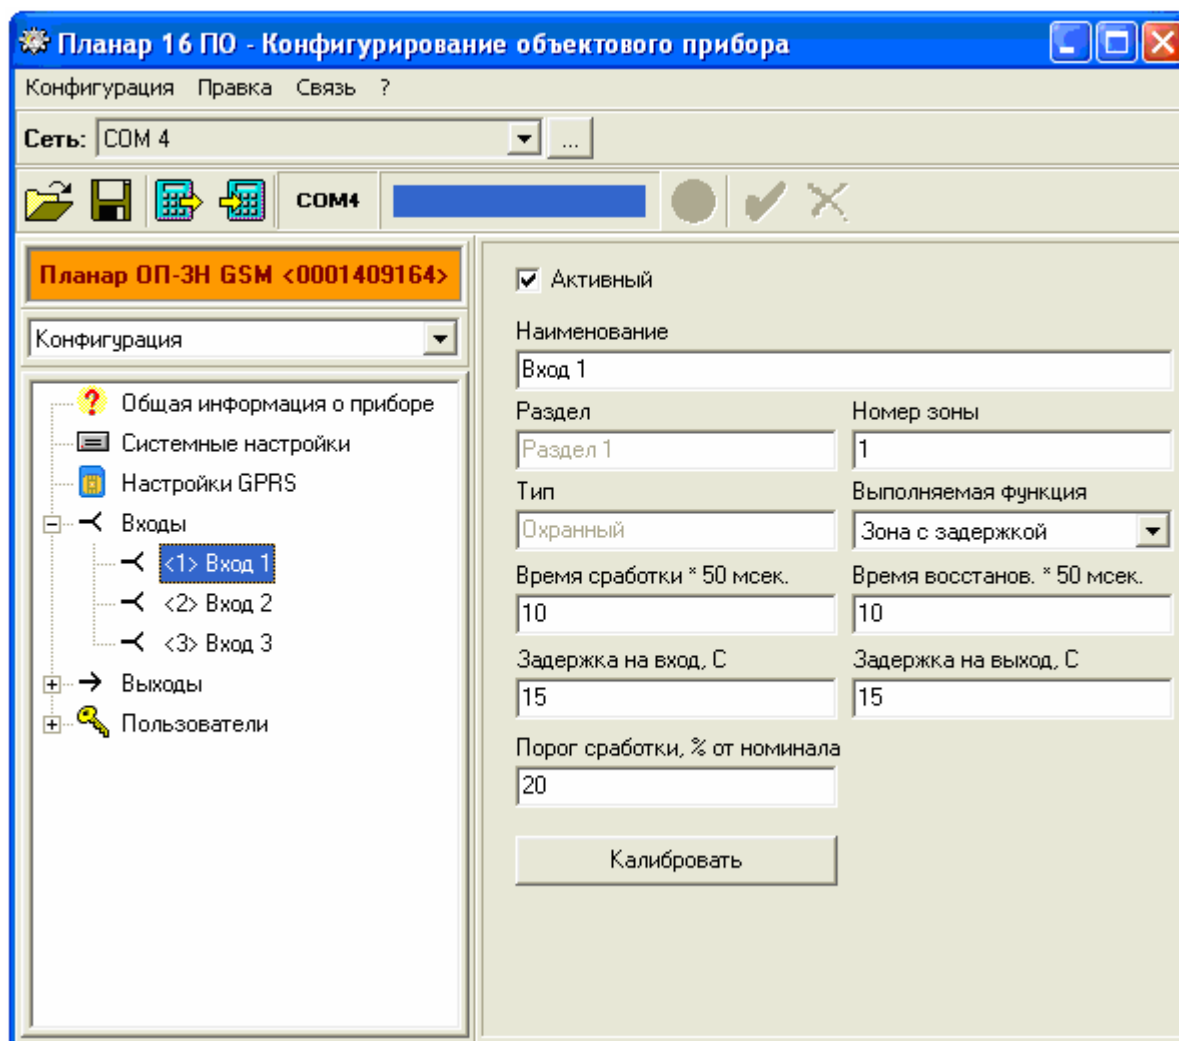 Планар 16 ПО - Конфигурирование объектового прибора
Конфигурация Правка Связь ?
Сеть: COM 4 ...
COM4
Планар ОП-3Н GSM <0001409164>
Конфигурация
Общая информация о приборе
Системные настройки
Настройки GPRS
Входы
<1> Вход 1
<2> Вход 2
<3> Вход 3
Выходы
Пользователи
Активный
Наименование
Вход 1
Раздел Номер зоны
Раздел 1 1
Тип Выполняемая функция
Охранный Зона с задержкой
Время сработки * 50 мсек. Время восстанов. * 50 мсек.
10 10
Задержка на вход, С Задержка на выход, С
15 15
Порог сработки, % от номинала
20
Калибровать